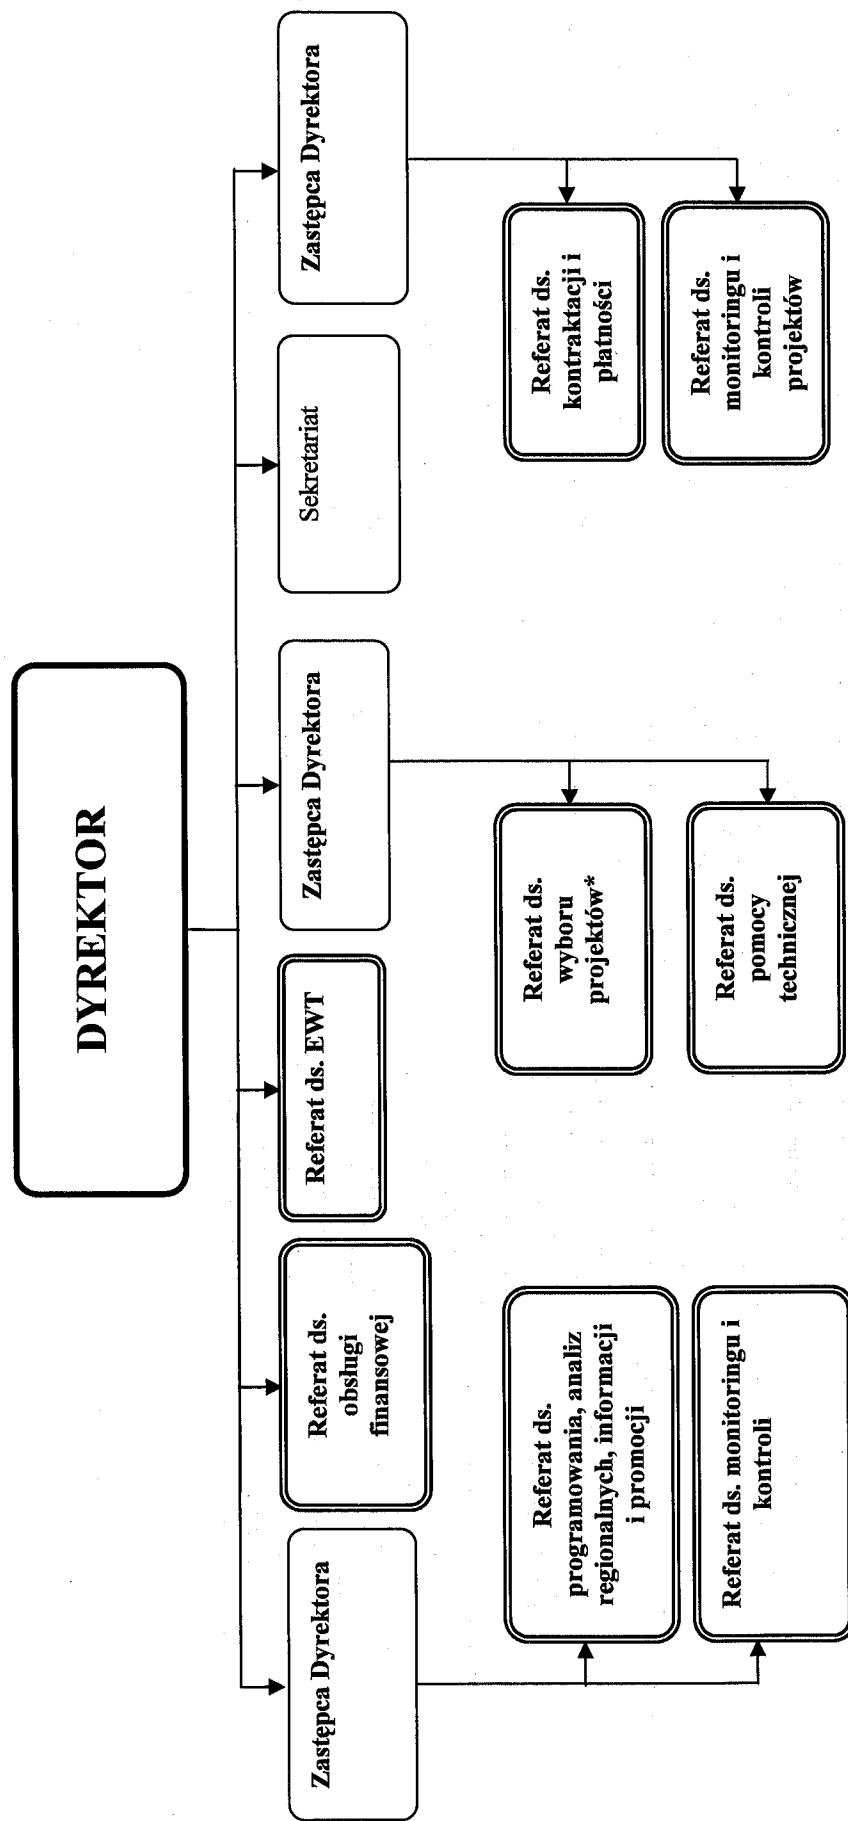 DYREKTOR
Zastępca Dyrektora
Referat ds.
obsługi
finansowej
Referat ds. EWT
Zastępca Dyrektora
Sekretariat
Zastępca Dyrektora
Referat ds.
programowania, analiz
regionalnych, informacji
i promocji
Referat ds. monitoringu i
kontroli
Referat ds.
wyboru
projektów*
Referat ds.
pomocy
technicznej
Referat ds.
kontraktacji i
płatności
Referat ds.
monitoringu i
kontroli
projektów